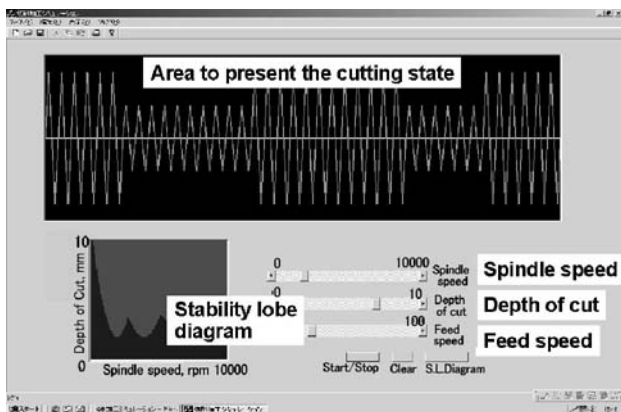 Area to present the cutting state
10
Depth of Cut, mm
0
Spindle speed, rpm 10000
Stability lobe
diagram
0
10000
Spindle
speed
Spindle speed
0
10
Depth
of cut
Depth of cut
100
Feed
speed
Feed speed
Start/Stop
Clear
S.L.Diagram